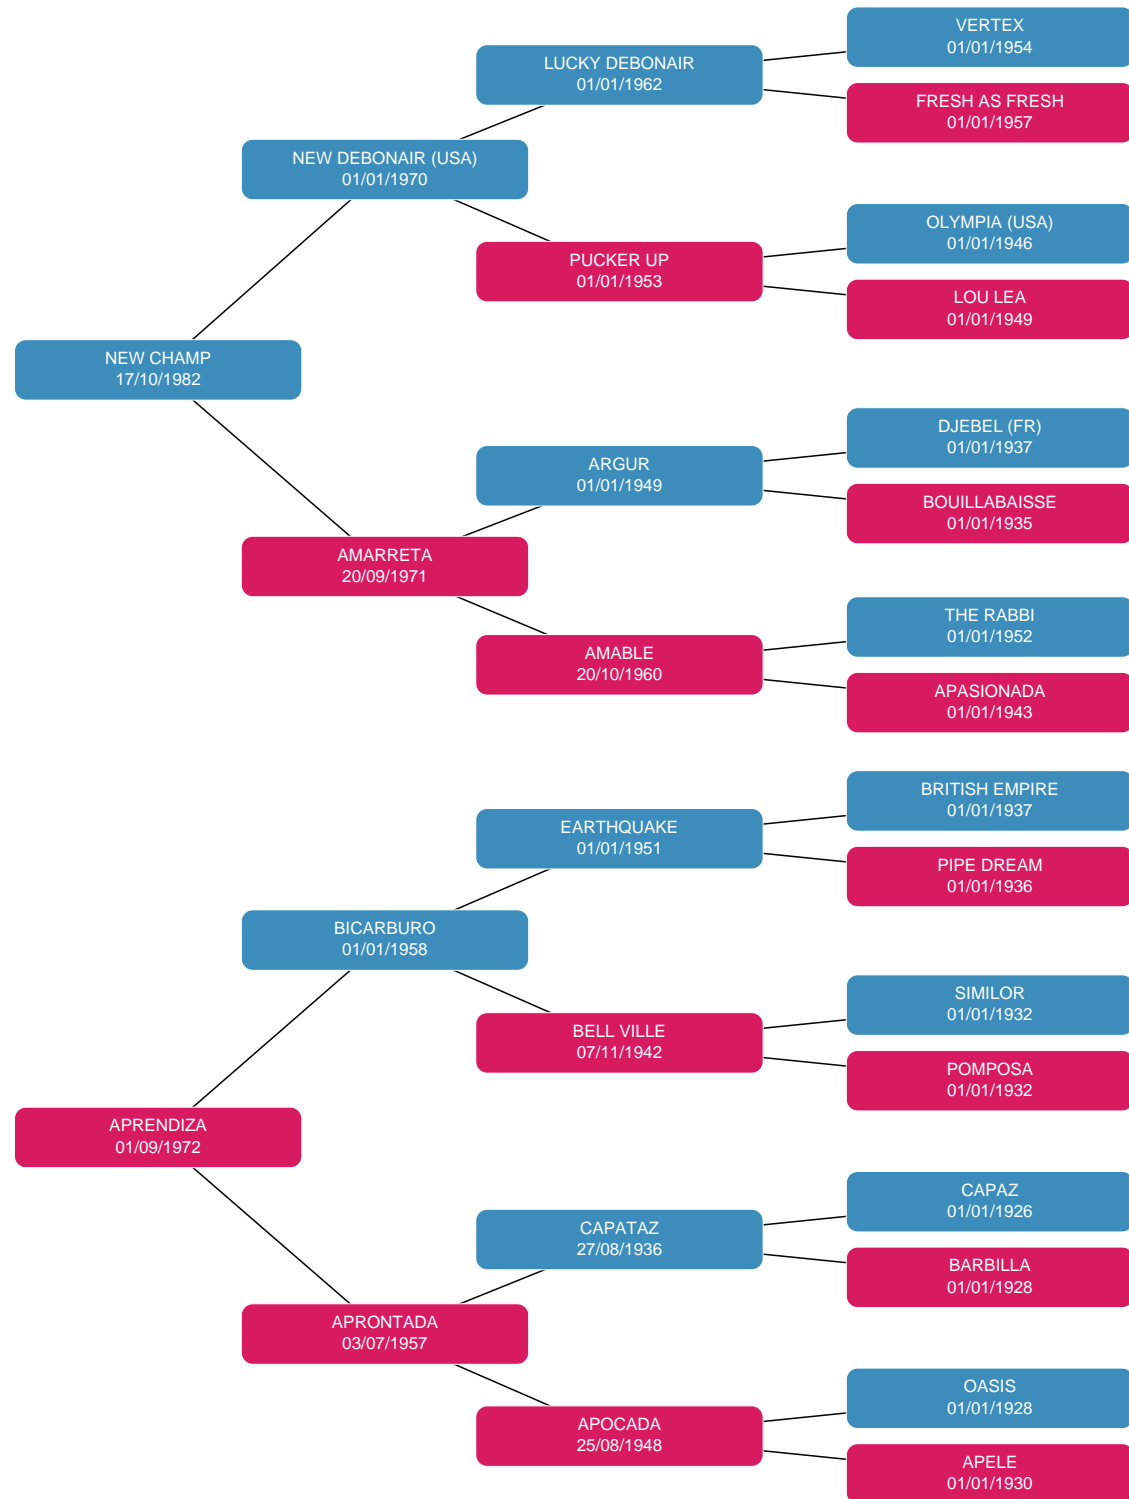 VERTEX
01/01/1954
LUCKY DEBONAIR
01/01/1962
FRESH AS FRESH
01/01/1957
NEW DEBONAIR (USA)
01/01/1970
OLYMPIA (USA)
01/01/1946
PUCKER UP
01/01/1953
LOU LEA
01/01/1949
NEW CHAMP
17/10/1982
DJEBEL (FR)
01/01/1937
ARGUR
01/01/1949
BOUILLABAISSE
01/01/1935
AMARRETA
20/09/1971
THE RABBI
01/01/1952
AMABLE
20/10/1960
APASIONADA
01/01/1943
BRITISH EMPIRE
01/01/1937
EARTHQUAKE
01/01/1951
PIPE DREAM
01/01/1936
BICARBURO
01/01/1958
SIMILOR
01/01/1932
BELL VILLE
07/11/1942
POMPOSA
01/01/1932
APRENDIZA
01/09/1972
CAPAZ
01/01/1926
CAPATAZ
27/08/1936
BARBILLA
01/01/1928
APRONTADA
03/07/1957
OASIS
01/01/1928
APOCADA
25/08/1948
APELE
01/01/1930